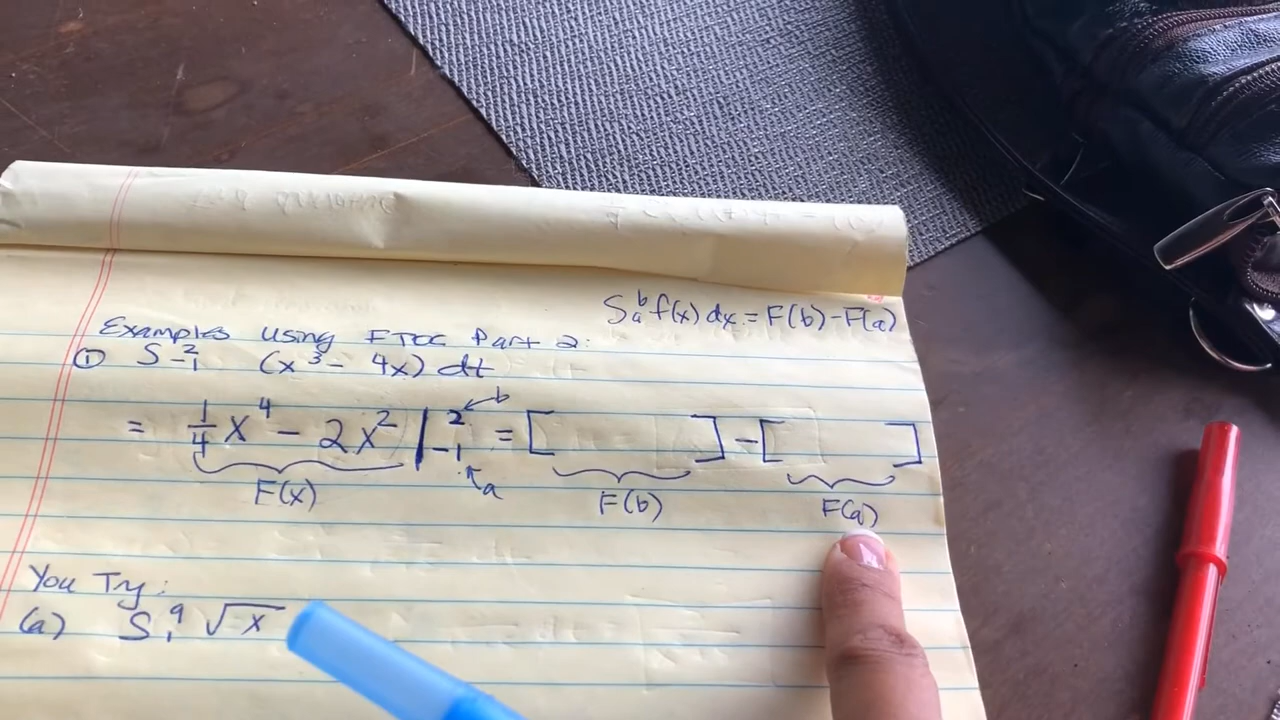 S_a^b f(x) dx = F(b) - F(a)
Examples Using FTOC Part 2:
① S_-1^2 (x^3 - 4x) dt
= 1/4 x^4 - 2x^2 |_-1^2 = [ ] - [ ]
b
a
F(x) F(b) F(a)
You Try:
(a) S_1^9 √x